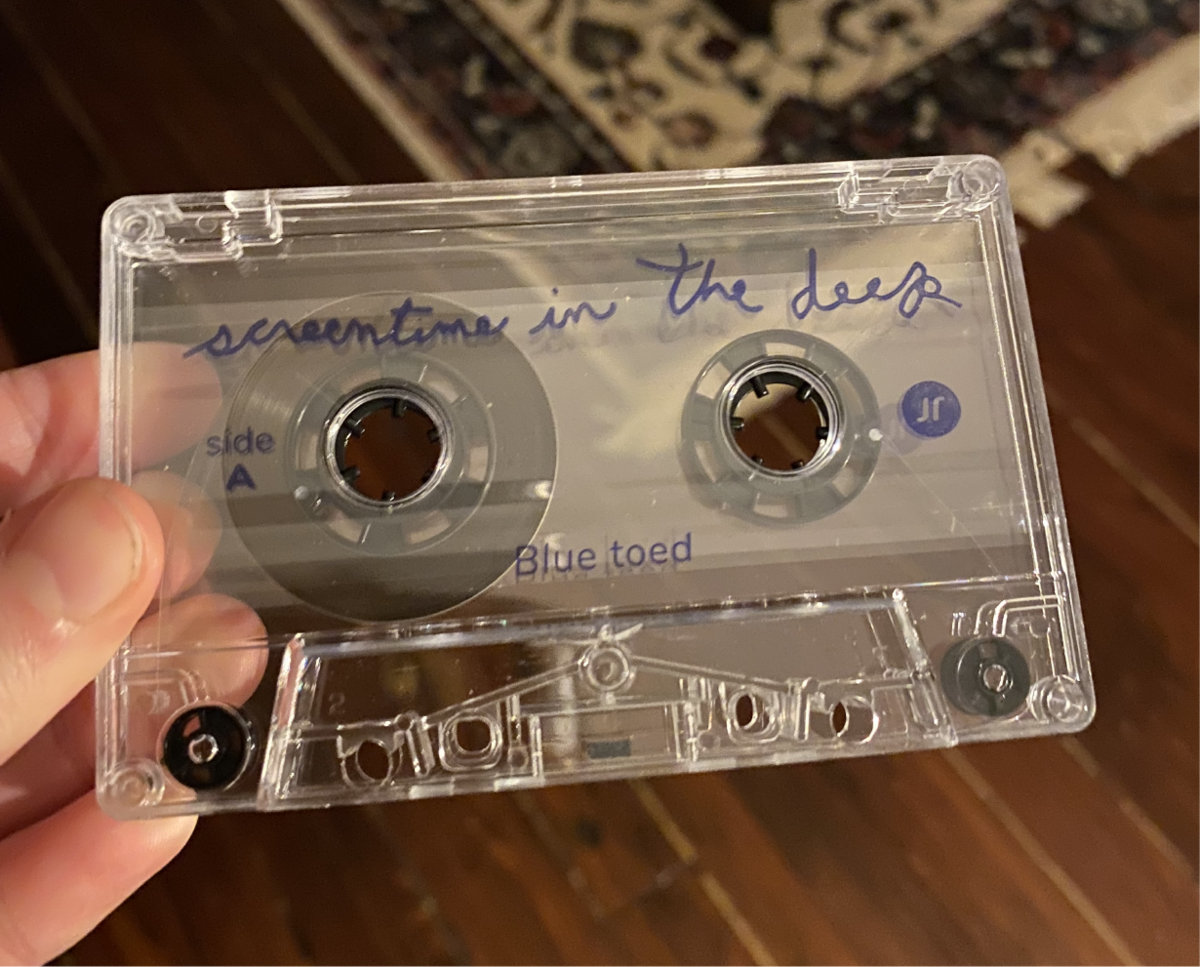 screentime in the deep
side
A
Blue toed